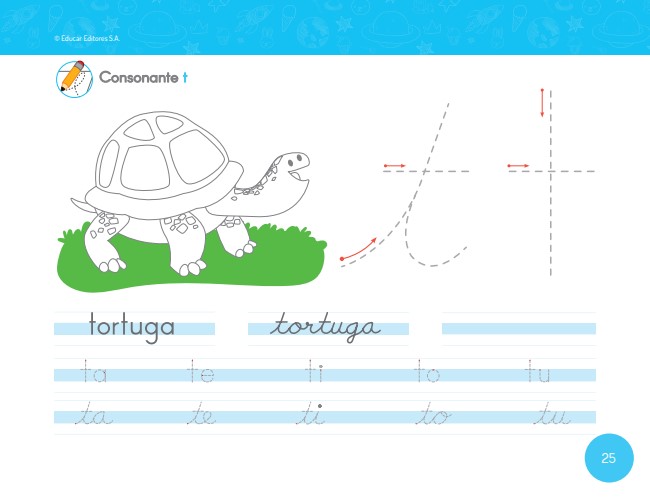 © Educar Editores S.A.
Consonante t
t t
tortuga tortuga
ta te ti to tu
ta te ti to tu
25